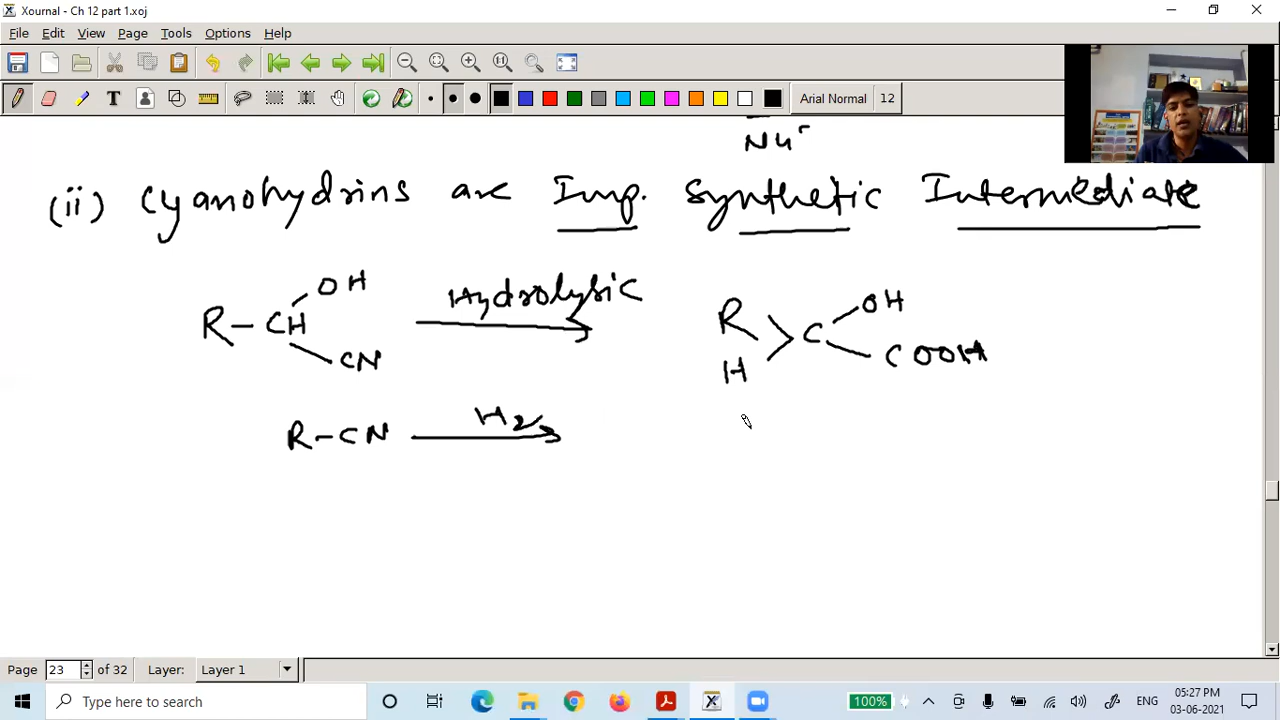 Xournal - Ch 12 part 1.xoj
File Edit View Page Tools Options Help
Arial Normal 12
Nu-
(ii) Cyanohydrins are Imp. Synthetic Intermediate
R-CH OH CN Hydrolysis R H C OH COOH
R-CN H2
Page 23 of 32 Layer: Layer 1
Type here to search
100% ENG 05:27 PM 03-06-2021